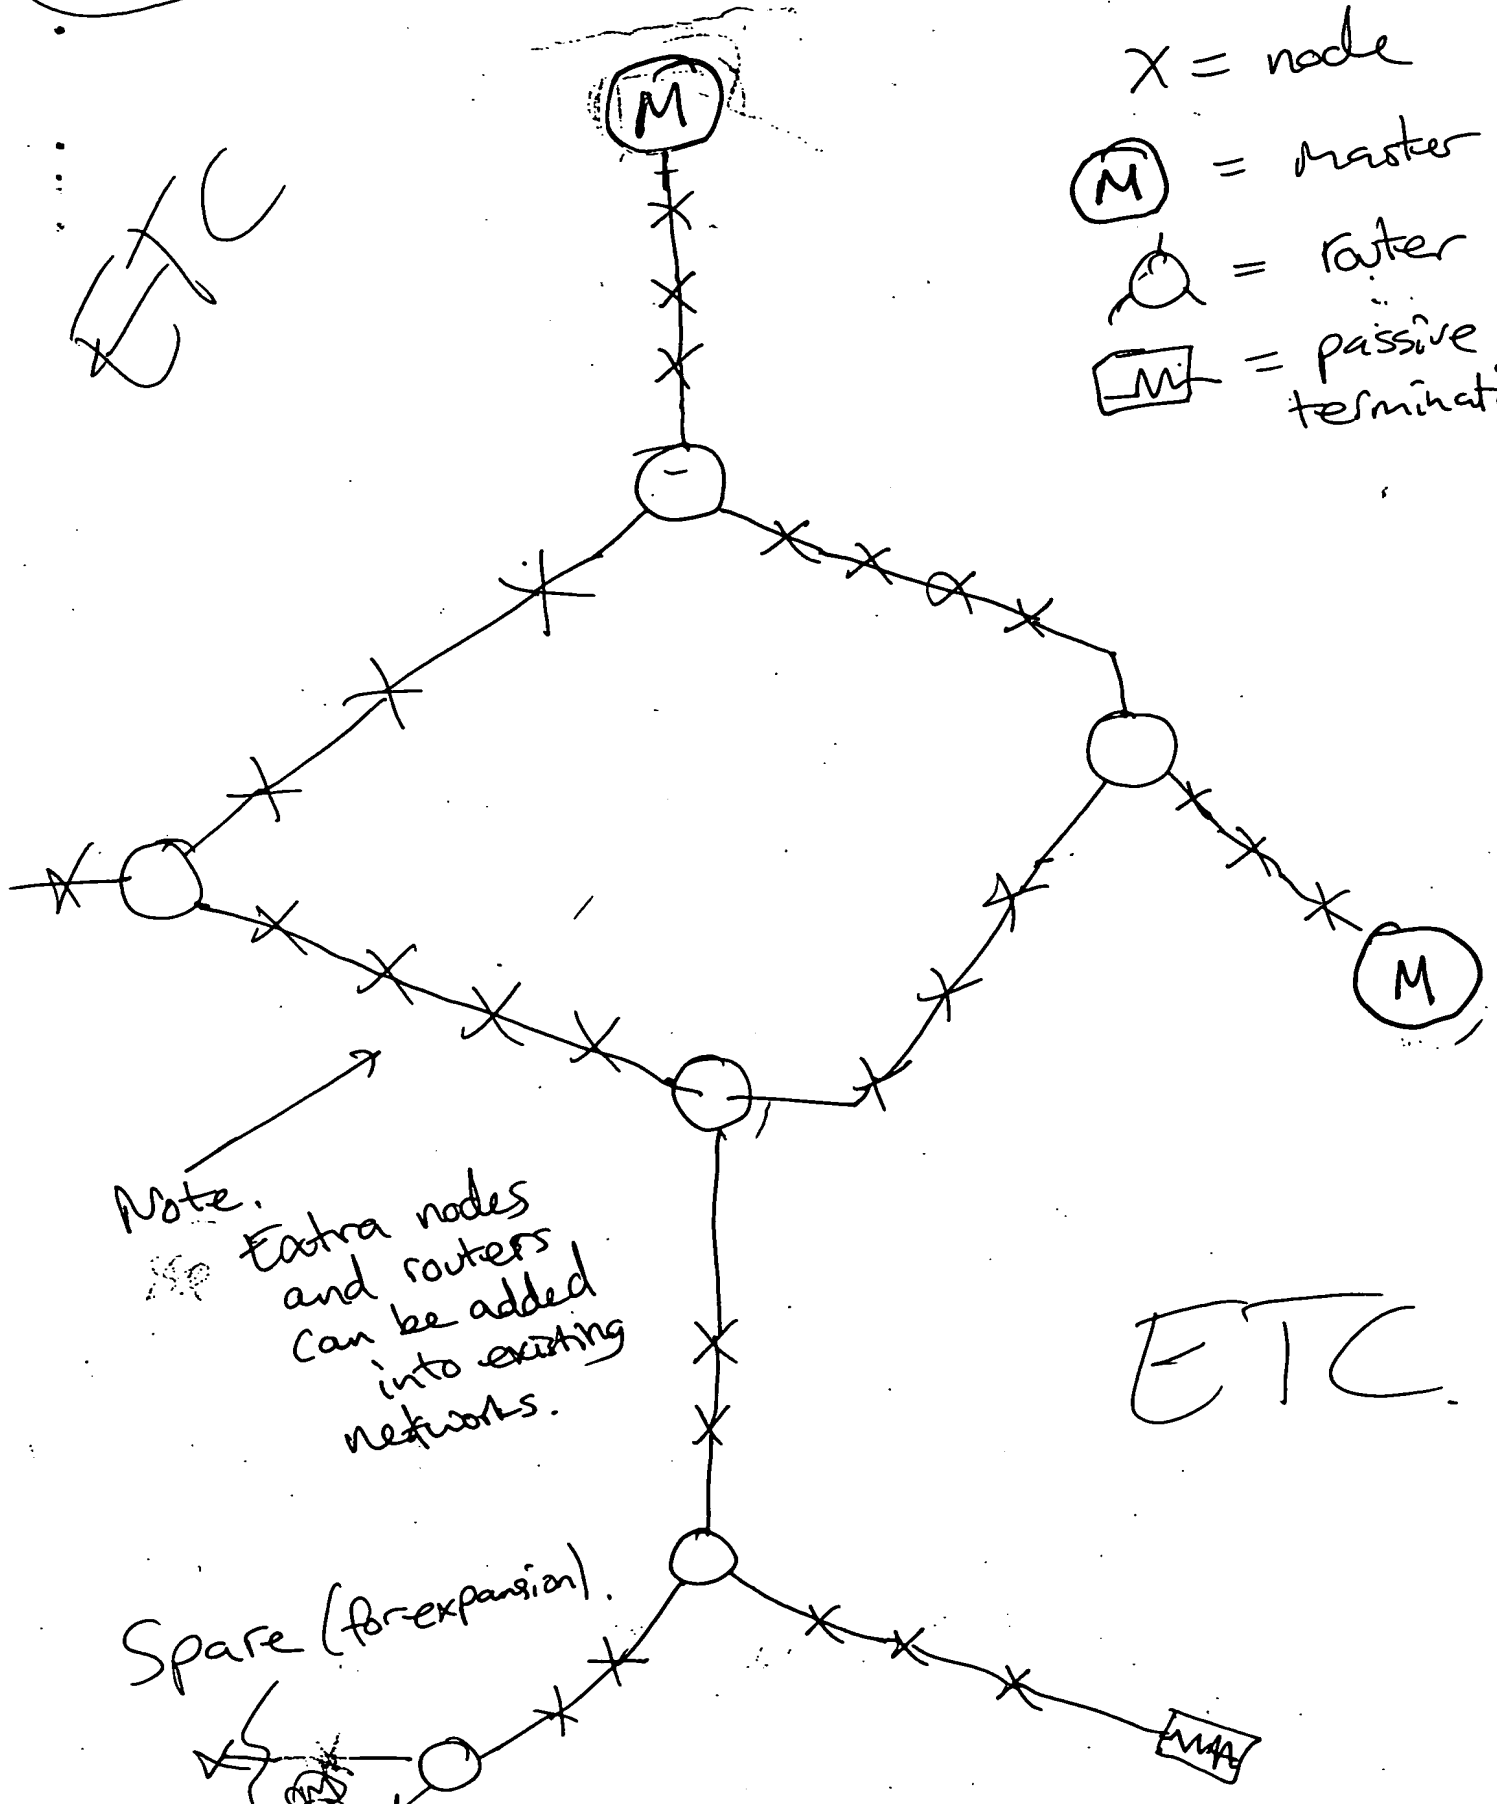 X = node
M = master
M
= router
ETC
= passive
terminati
M
Note.
Extra nodes
and routers
can be added
into existing
networks.
ETC.
Spare (for expansion).